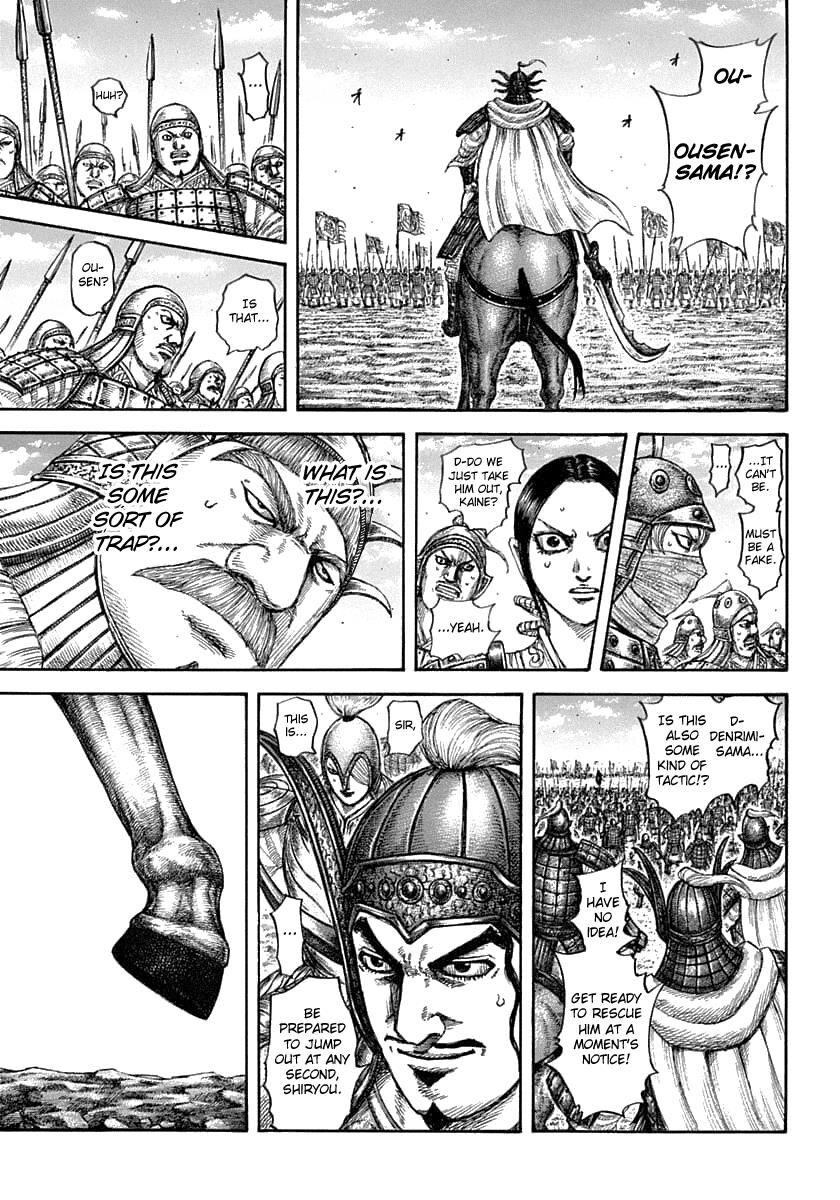 OU-
OUSEN-
SAMA!?
...
HUH?
IS
THAT...
OU-
SEN?
...
...IT
CAN'T
BE.
MUST
BE A
FAKE.
D-DO WE
JUST TAKE
HIM OUT,
KAINE?
...YEAH.
WHAT IS
THIS?...
IS THIS
SOME
SORT OF
TRAP?...
D-
DENRIMI-
SAMA...
IS THIS
ALSO
SOME
KIND OF
TACTIC!?
I
HAVE
NO
IDEA!
GET READY
TO RESCUE
HIM AT A
MOMENT'S
NOTICE!
SIR,
THIS
IS...
...
BE
PREPARED
TO JUMP
OUT AT ANY
SECOND,
SHIRYOU.